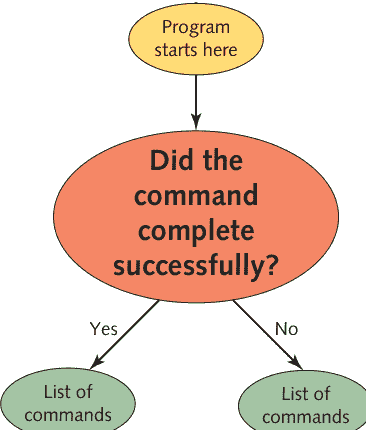 Program
starts here
Did the
command
complete
successfully?
Yes
No
List of
commands
List of
commands